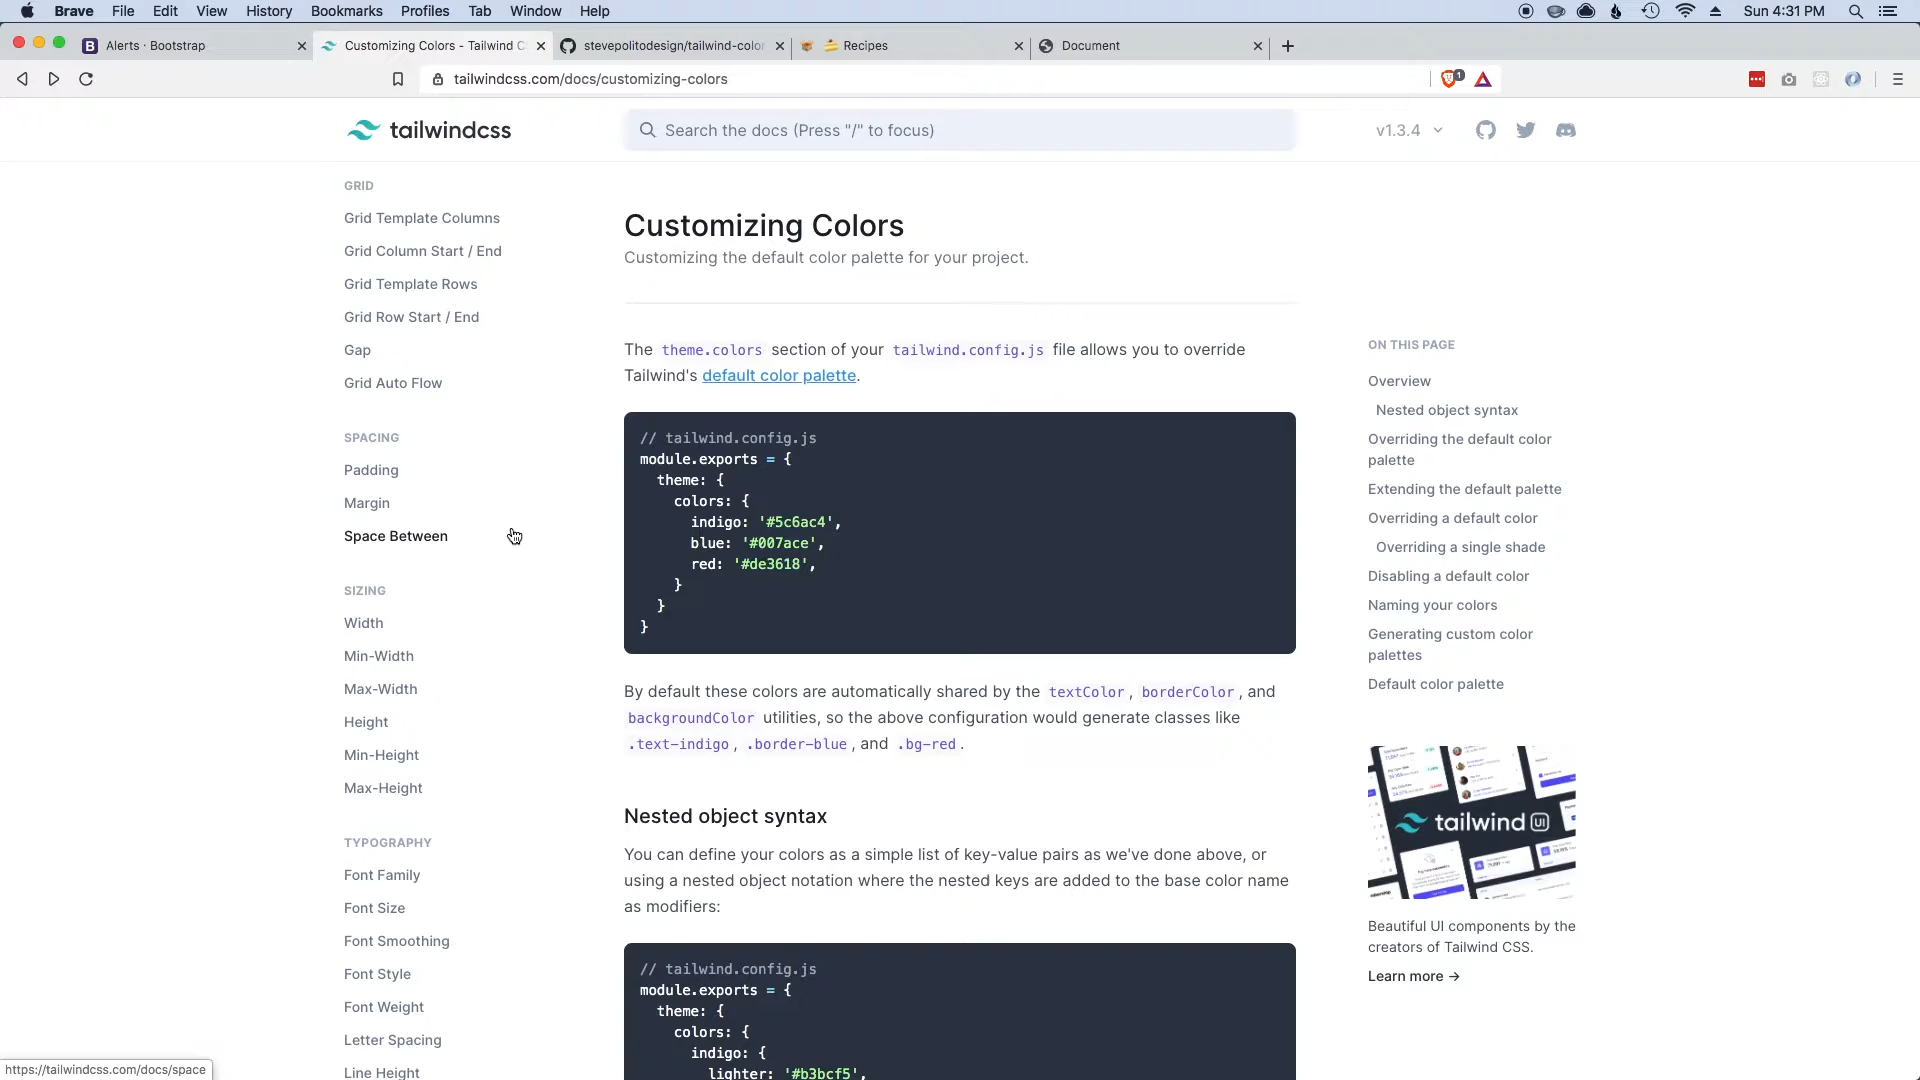 Brave File Edit View History Bookmarks Profiles Tab Window Help
Sun 4:31 PM
B Alerts · Bootstrap
Customizing Colors - Tailwind C
stevepolitodesign/tailwind-color
Recipes
Document
tailwindcss.com/docs/customizing-colors
1
tailwindcss
Search the docs (Press "/" to focus)
v1.3.4
GRID
Grid Template Columns
Grid Column Start / End
Grid Template Rows
Grid Row Start / End
Gap
Grid Auto Flow
SPACING
Padding
Margin
Space Between
SIZING
Width
Min-Width
Max-Width
Height
Min-Height
Max-Height
TYPOGRAPHY
Font Family
Font Size
Font Smoothing
Font Style
Font Weight
Letter Spacing
Line Height
https://tailwindcss.com/docs/space
Customizing Colors
Customizing the default color palette for your project.
The theme.colors section of your tailwind.config.js file allows you to override
Tailwind's default color palette.
// tailwind.config.js
module.exports = {
theme: {
colors: {
indigo: '#5c6ac4',
blue: '#007ace',
red: '#de3618',
}
}
}
By default these colors are automatically shared by the textColor, borderColor, and
backgroundColor utilities, so the above configuration would generate classes like
.text-indigo, .border-blue, and .bg-red.
Nested object syntax
You can define your colors as a simple list of key-value pairs as we've done above, or
using a nested object notation where the nested keys are added to the base color name
as modifiers:
// tailwind.config.js
module.exports = {
theme: {
colors: {
indigo: {
lighter: '#b3bcf5',
ON THIS PAGE
Overview
Nested object syntax
Overriding the default color
palette
Extending the default palette
Overriding a default color
Overriding a single shade
Disabling a default color
Naming your colors
Generating custom color
palettes
Default color palette
tailwind UI
Beautiful UI components by the
creators of Tailwind CSS.
Learn more →